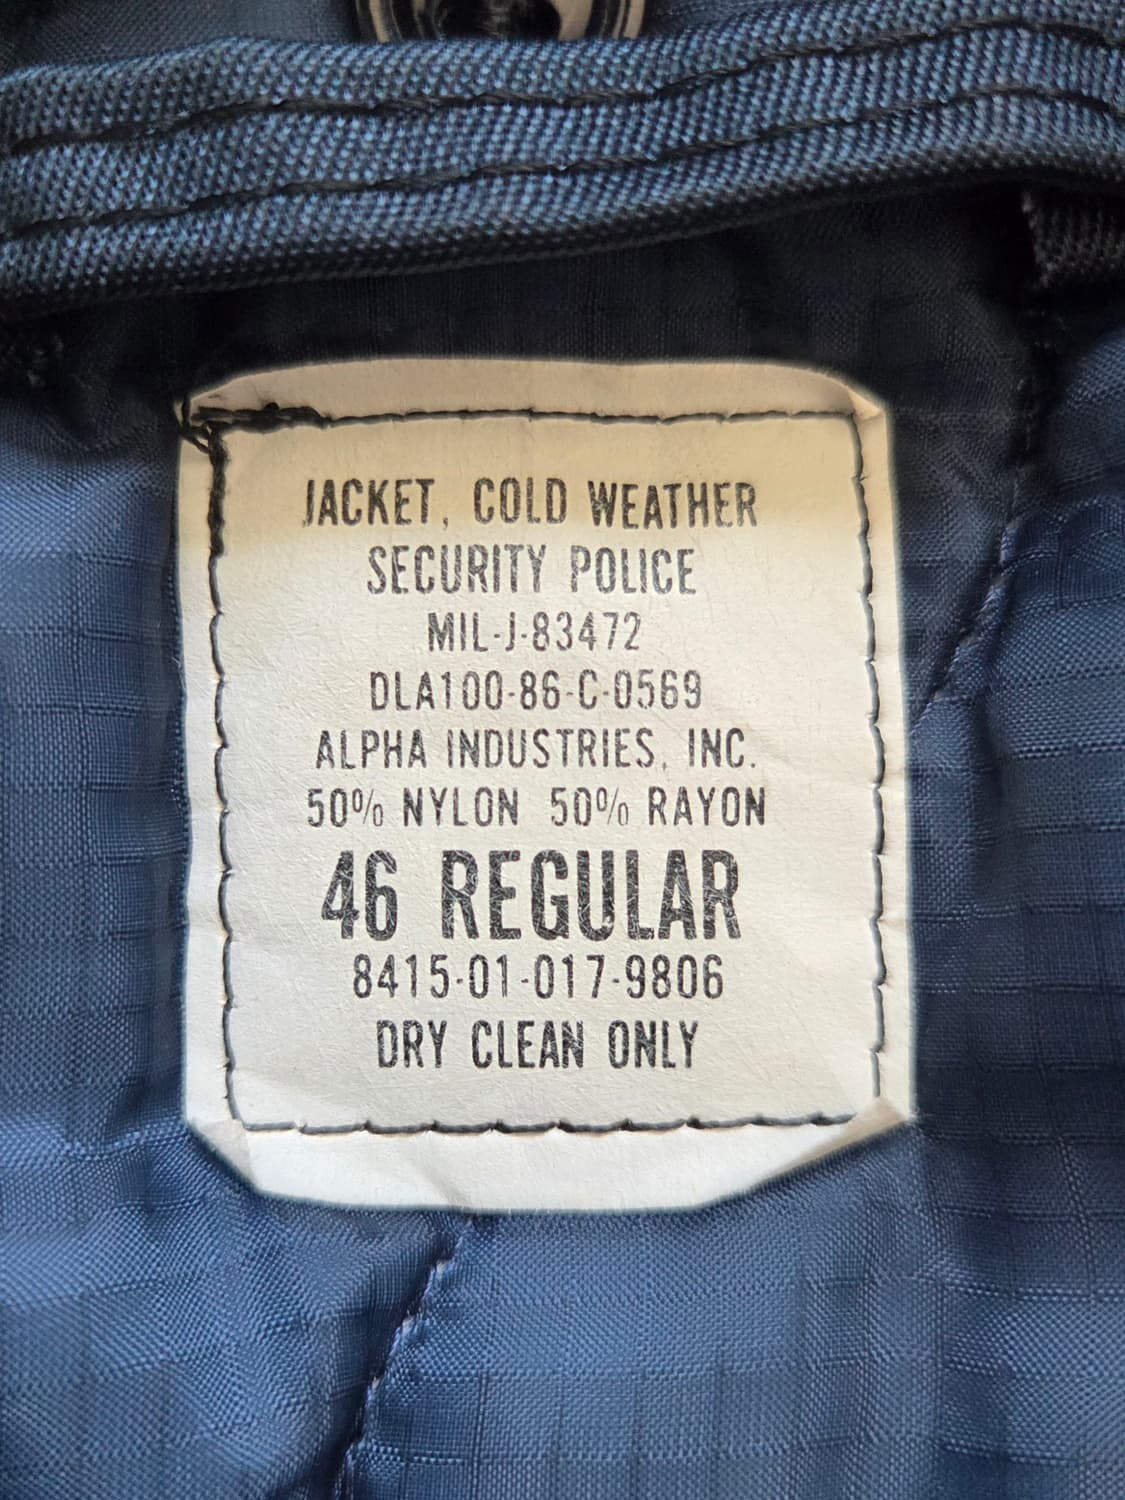 JACKET, COLD WEATHER
SECURITY POLICE
MIL-J-83472
DLA100-86-C-0569
ALPHA INDUSTRIES, INC.
50% NYLON 50% RAYON
46 REGULAR
8415-01-017-9806
DRY CLEAN ONLY